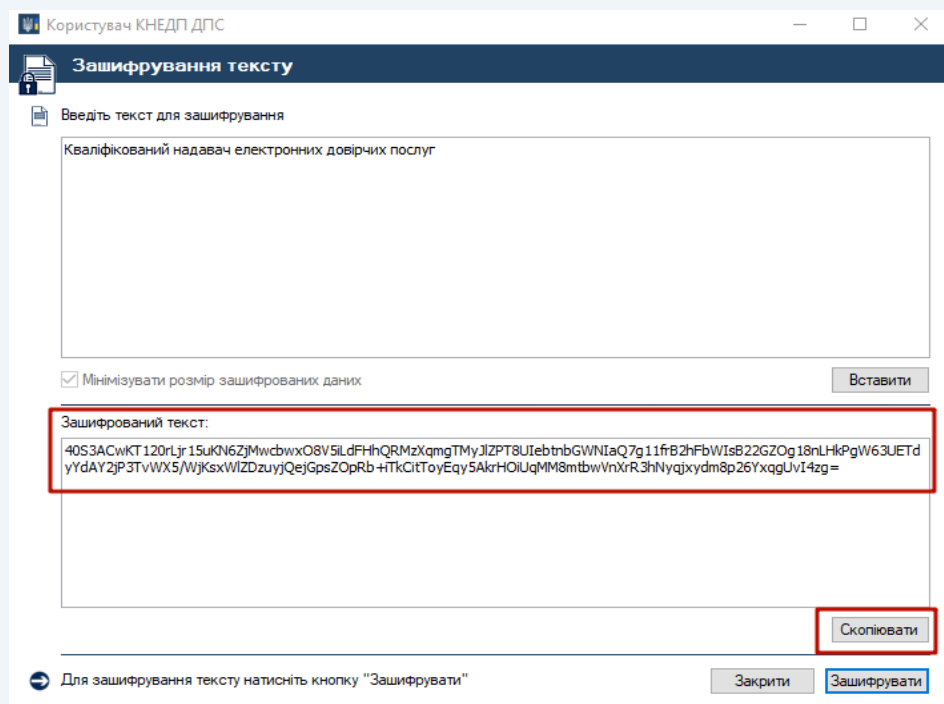 Користувач КНЕДП ДПС
Зашифрування тексту
Введіть текст для зашифрування
Кваліфікований надавач електронних довірчих послуг
Мінімізувати розмір зашифрованих даних
Вставити
Зашифрований текст:
40S3ACwKT120rLjr15uKN6ZjMwcbwxO8V5iLdFHhQRMzXqmgTMyJlZPT8UIebtnbGWNIaQ7g11frB2hFbWIsB22GZOg18nLHkPgW63UETd
yYdAY2jP3TvWX5/WjKsxWlZDzuyjQejGpsZOpRb+iTkCitToyEqy5AkrHOiUqMM8mtbwVnXrR3hNyqjxydm8p26YxqgUvI4zg=
Скопіювати
Для зашифрування тексту натисніть кнопку "Зашифрувати"
Закрити
Зашифрувати